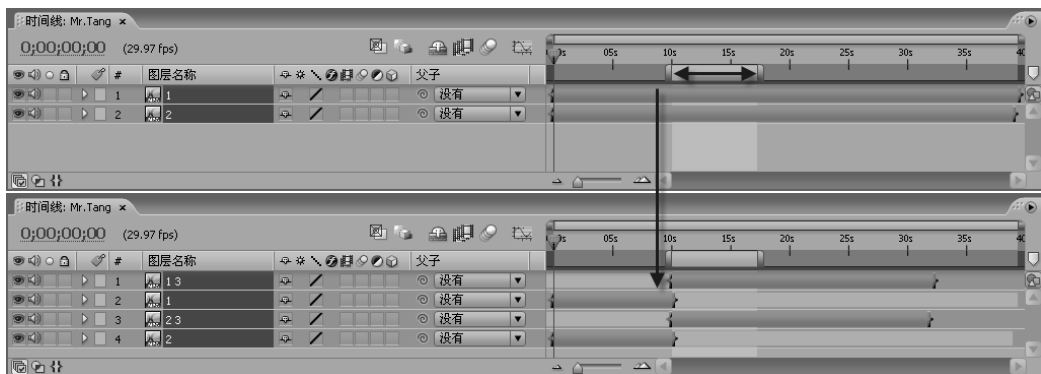 时间线: Mr.Tang ×
0;00;00;00 (29.97 fps)
05s 10s 15s 20s 25s 30s 35s 40
# 图层名称 父子
1 1 没有
2 2 没有
时间线: Mr.Tang ×
0;00;00;00 (29.97 fps)
05s 10s 15s 20s 25s 30s 35s 40
# 图层名称 父子
1 1 3 没有
2 1 没有
3 2 3 没有
4 2 没有